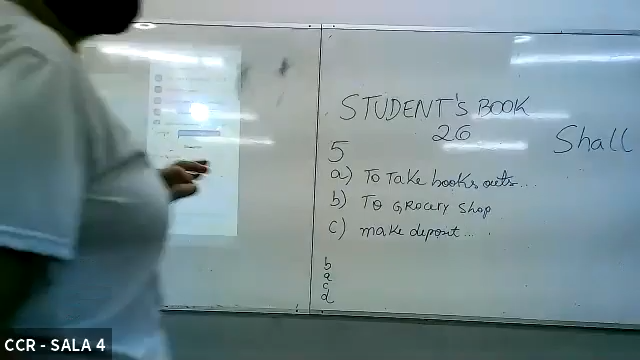 STUDENT'S BOOK
26
Shall
5
a) To Take books outs...
b) To Grocery Shop
c) make deposit....
b
a
c
d
CCR - SALA 4